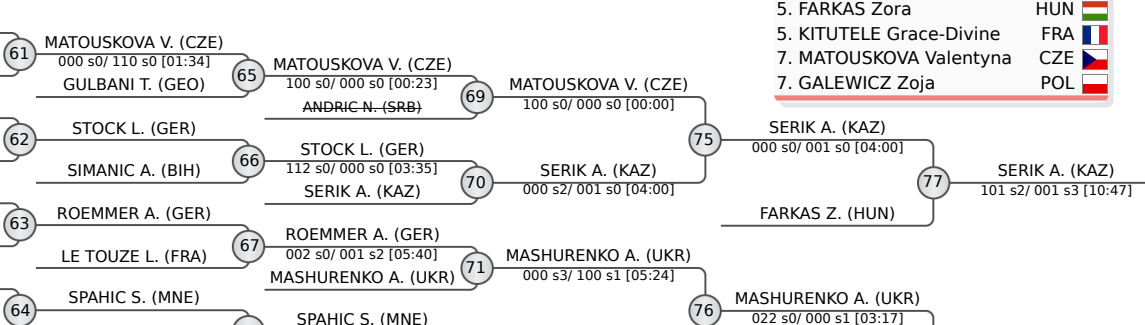 5. FARKAS Zora HUN
5. KITUTELE Grace-Divine FRA
7. MATOUSKOVA Valentyna CZE
7. GALEWICZ Zoja POL
61
MATOUSKOVA V. (CZE)
000 s0/ 110 s0 [01:34]
GULBANI T. (GEO)
62
STOCK L. (GER)
SIMANIC A. (BIH)
63
ROEMMER A. (GER)
LE TOUZE L. (FRA)
64
SPAHIC S. (MNE)
65
MATOUSKOVA V. (CZE)
100 s0/ 000 s0 [00:23]
ANDRIC N. (SRB)
66
STOCK L. (GER)
112 s0/ 000 s0 [03:35]
SERIK A. (KAZ)
67
ROEMMER A. (GER)
002 s0/ 001 s2 [05:40]
MASHURENKO A. (UKR)
SPAHIC S. (MNE)
69
MATOUSKOVA V. (CZE)
100 s0/ 000 s0 [00:00]
70
SERIK A. (KAZ)
000 s2/ 001 s0 [04:00]
71
MASHURENKO A. (UKR)
000 s3/ 100 s1 [05:24]
75
SERIK A. (KAZ)
000 s0/ 001 s0 [04:00]
FARKAS Z. (HUN)
76
MASHURENKO A. (UKR)
022 s0/ 000 s1 [03:17]
77
SERIK A. (KAZ)
101 s2/ 001 s3 [10:47]